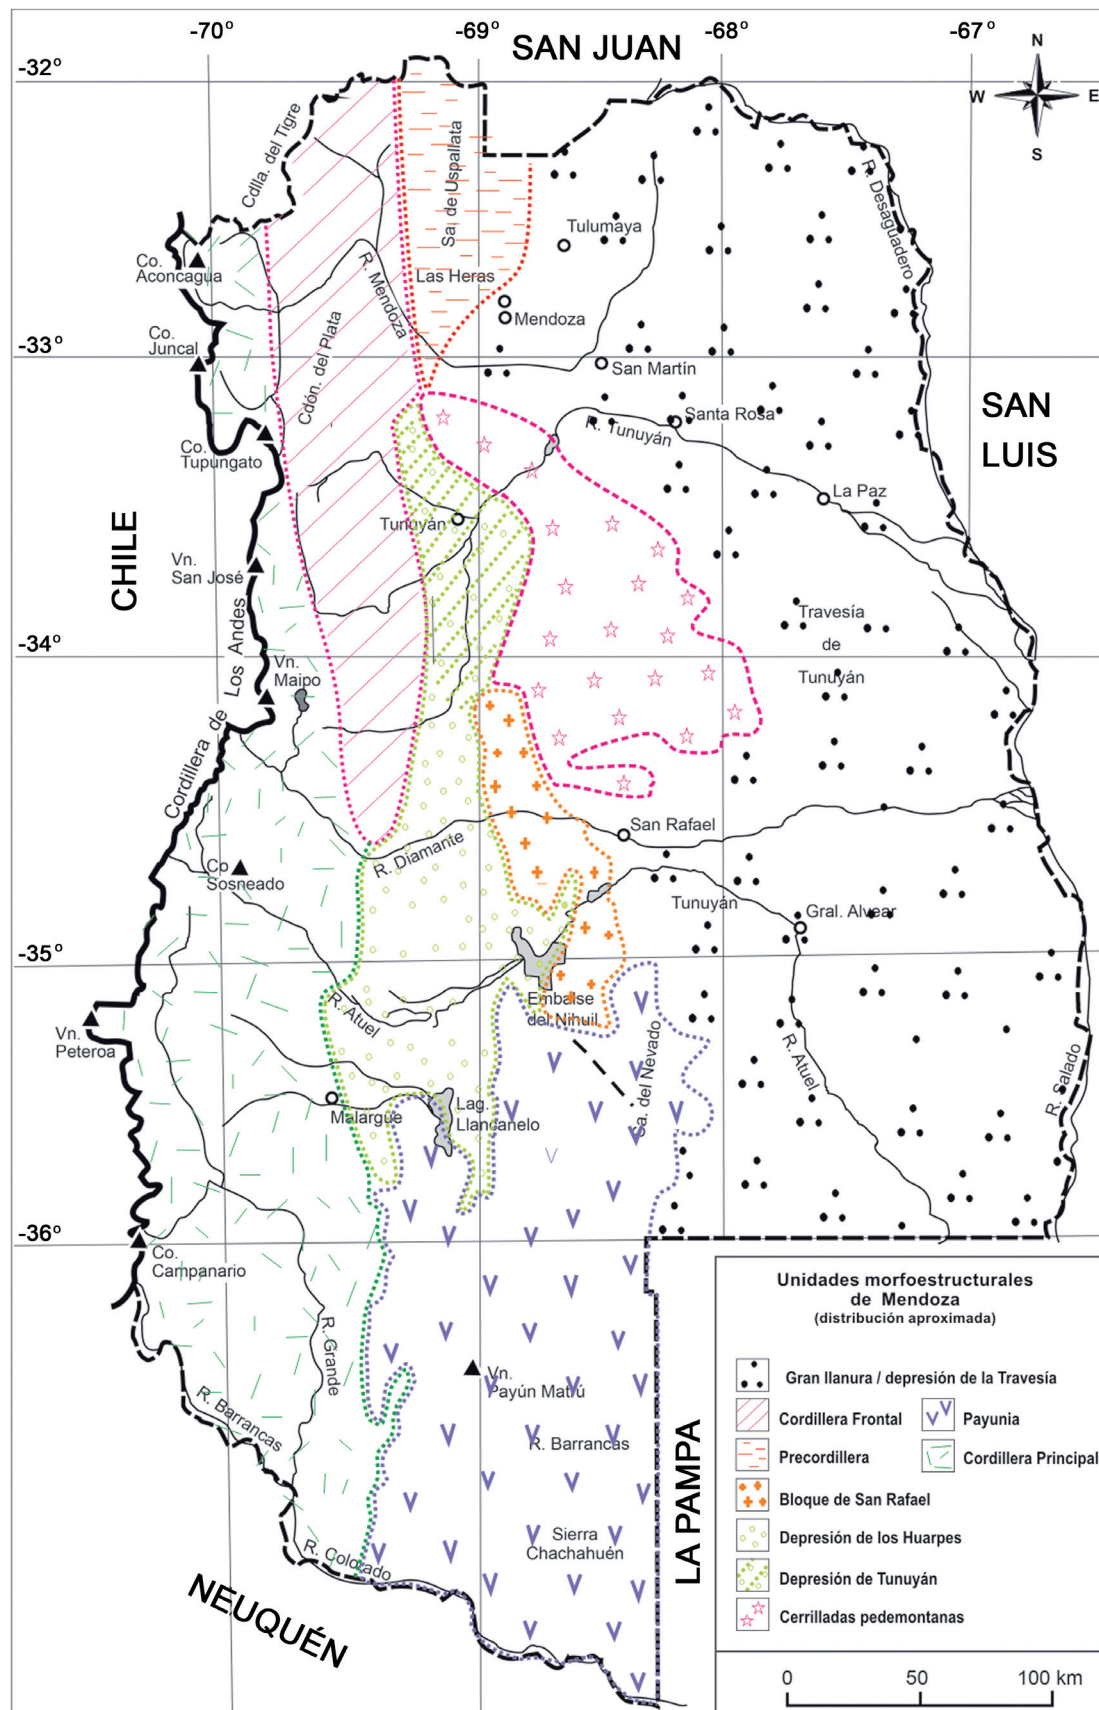 -70°
-69°
-68°
-67°
SAN JUAN
-32°
N
W
E
S
Cdlla. del Tigre
Sa. de Uspallata
R. Desaguadero
Tulumaya
Co.
Aconcagua
R. Mendoza
Las Heras
Mendoza
Co.
Juncal
-33°
Cdón. del Plata
San Martín
SAN
LUIS
Santa Rosa
R. Tunuyán
Co.
Tupungato
La Paz
CHILE
Tunuyán
Vn.
San José
Travesía
de
Tunuyán
-34°
Vn.
Maipo
Cordillera de Los Andes
San Rafael
R. Diamante
Co
Sosneado
Tunuyán
Gral. Alvear
-35°
Embalse
del Nihuil
R. Atuel
Vn.
Peteroa
Sa. del Nevado
R. Atuel
R. Salado
Malargüe
Lag.
Llancanelo
-36°
Co.
Campanario
R. Grande
Vn.
Payún Matrú
R. Barrancas
R. Barrancas
LA PAMPA
Sierra
Chachahuén
R. Colorado
NEUQUÉN
Unidades morfoestructurales
de Mendoza
(distribución aproximada)
Gran llanura / depresión de la Travesía
Cordillera Frontal
Payunia
Precordillera
Cordillera Principal
Bloque de San Rafael
Depresión de los Huarpes
Depresión de Tunuyán
Cerrilladas pedemontanas
0
50
100 km